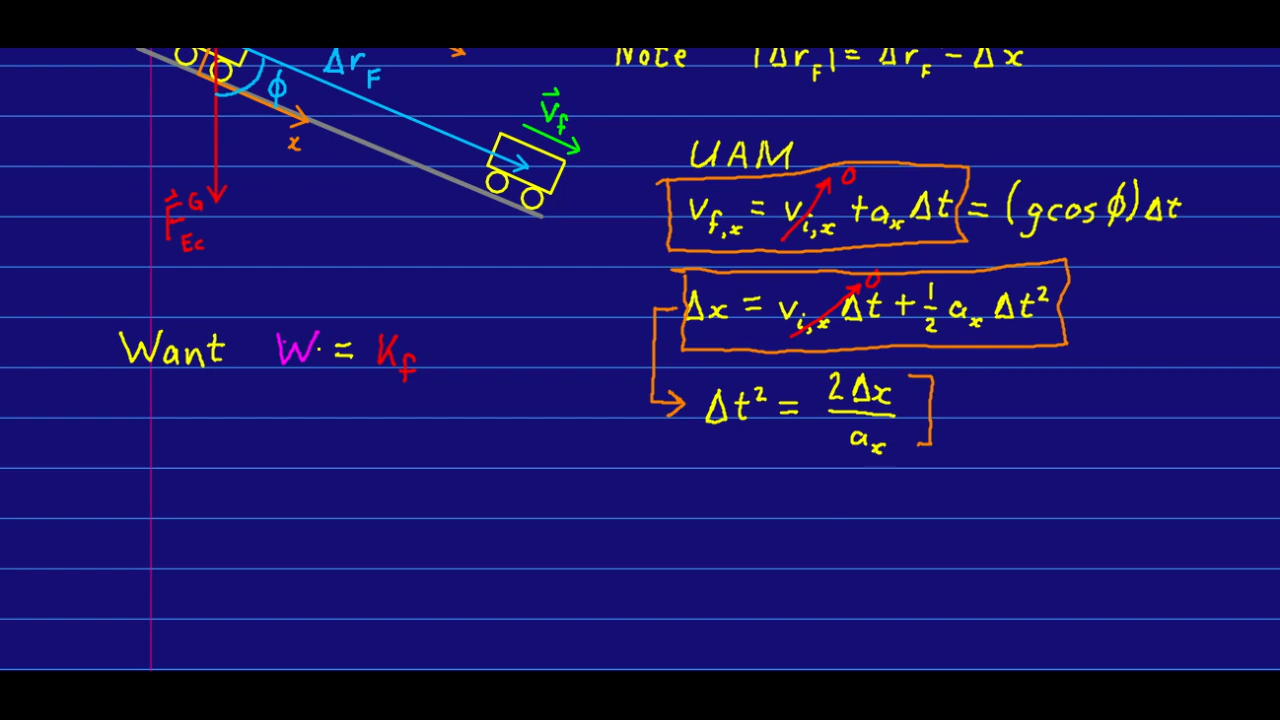 Δr_F
Note |Δr_F| = Δr_F - Δx
φ
x
v⃗_f
F⃗^G_Ec
UAM
v_f,x = v_i,x + a_x Δt = (g cos φ) Δt
0
Δx = v_i,x Δt + 1/2 a_x Δt²
0
Want W = K_f
Δt² = 2Δx / a_x